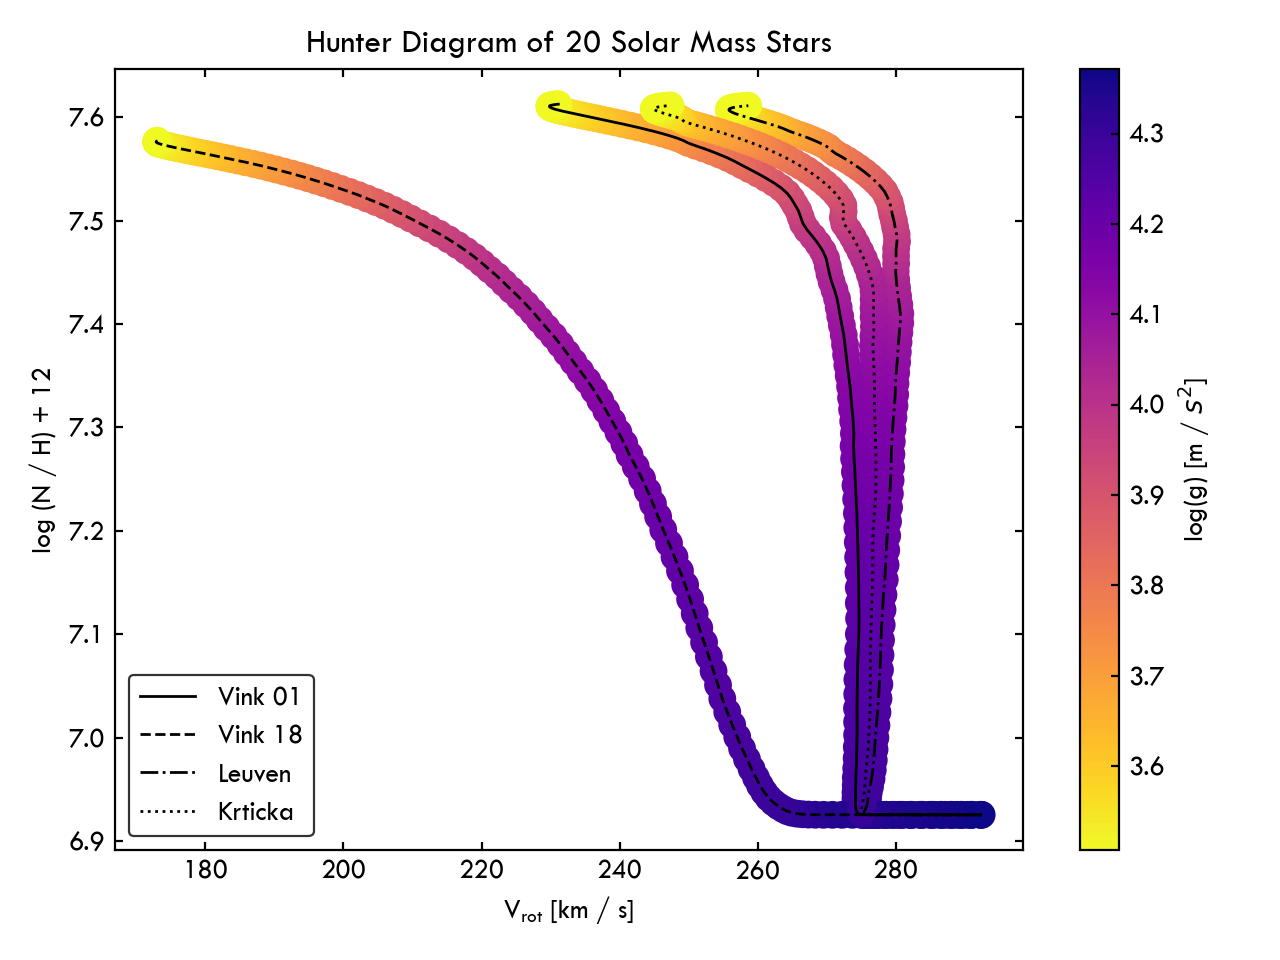 Hunter Diagram of 20 Solar Mass Stars
7.6
7.5
7.4
7.3
7.2
7.1
7.0
6.9
log (N / H) + 12
180 200 220 240 260 280
V_rot [km / s]
Vink 01
Vink 18
Leuven
Krticka
4.3
4.2
4.1
4.0
3.9
3.8
3.7
3.6
log(g) [m / s²]